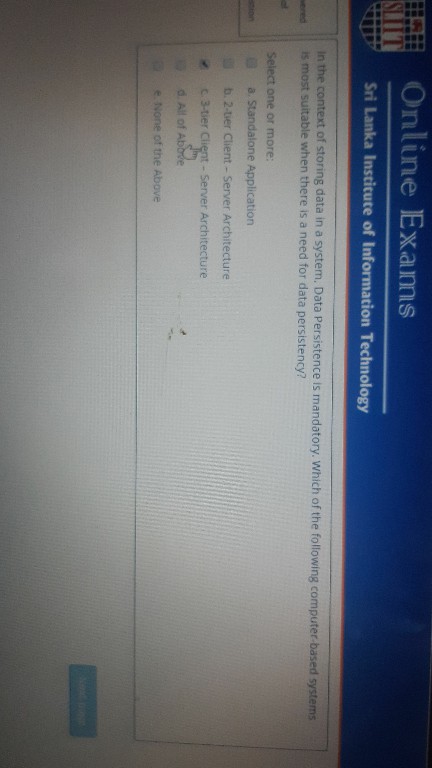 SLIIT
Online Exams
Sri Lanka Institute of Information Technology
In the context of storing data in a system, Data Persistence is mandatory. Which of the following computer-based systems
is most suitable when there is a need for data persistency?
Select one or more:
a. Standalone Application
b. 2-tier Client - Server Architecture
c. 3-tier Client - Server Architecture
d. All of Above
e. None of the Above
Next page